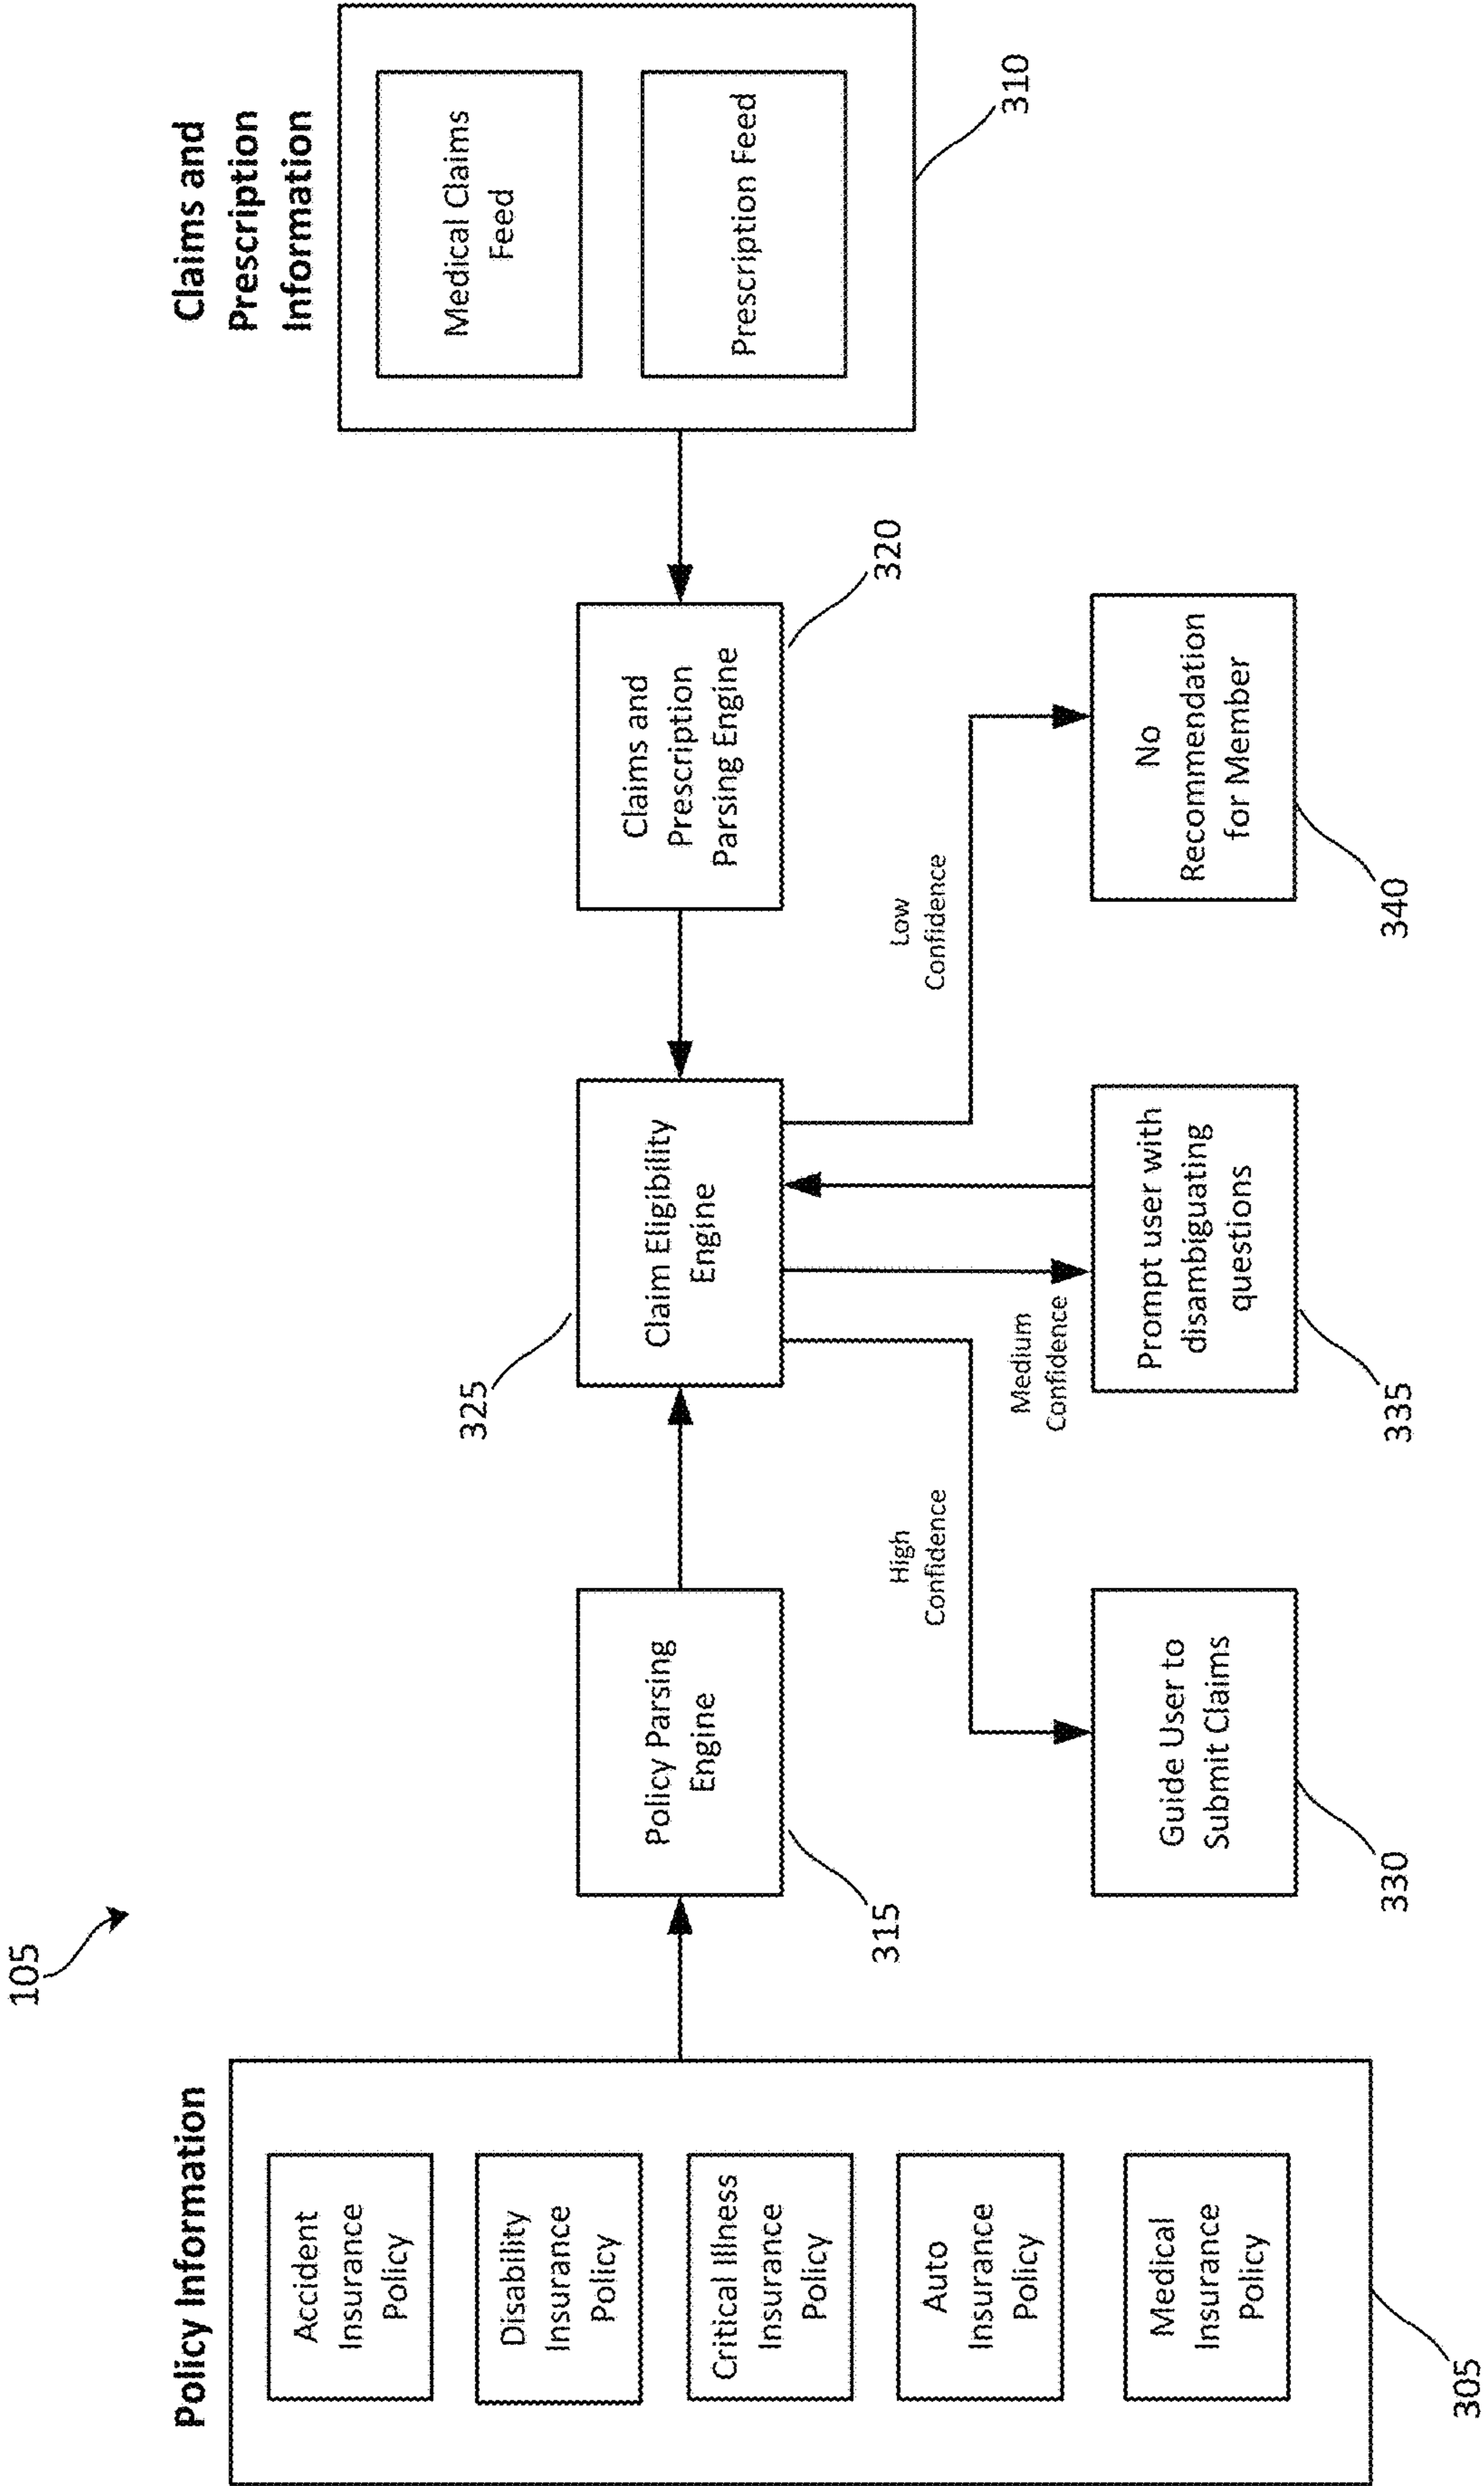 105
Policy Information
Accident
Insurance
Policy
Disability
Insurance
Policy
Critical Illness
Insurance
Policy
Auto
Insurance
Policy
Medical
Insurance
Policy
305
Policy Parsing
Engine
315
325
Claim Eligibility
Engine
Claims and
Prescription
Parsing Engine
320
Claims and
Prescription
Information
Medical Claims
Feed
Prescription Feed
310
High
Confidence
Medium
Confidence
Low
Confidence
Guide User to
Submit Claims
330
Prompt user with
disambiguating
questions
335
No
Recommendation
for Member
340